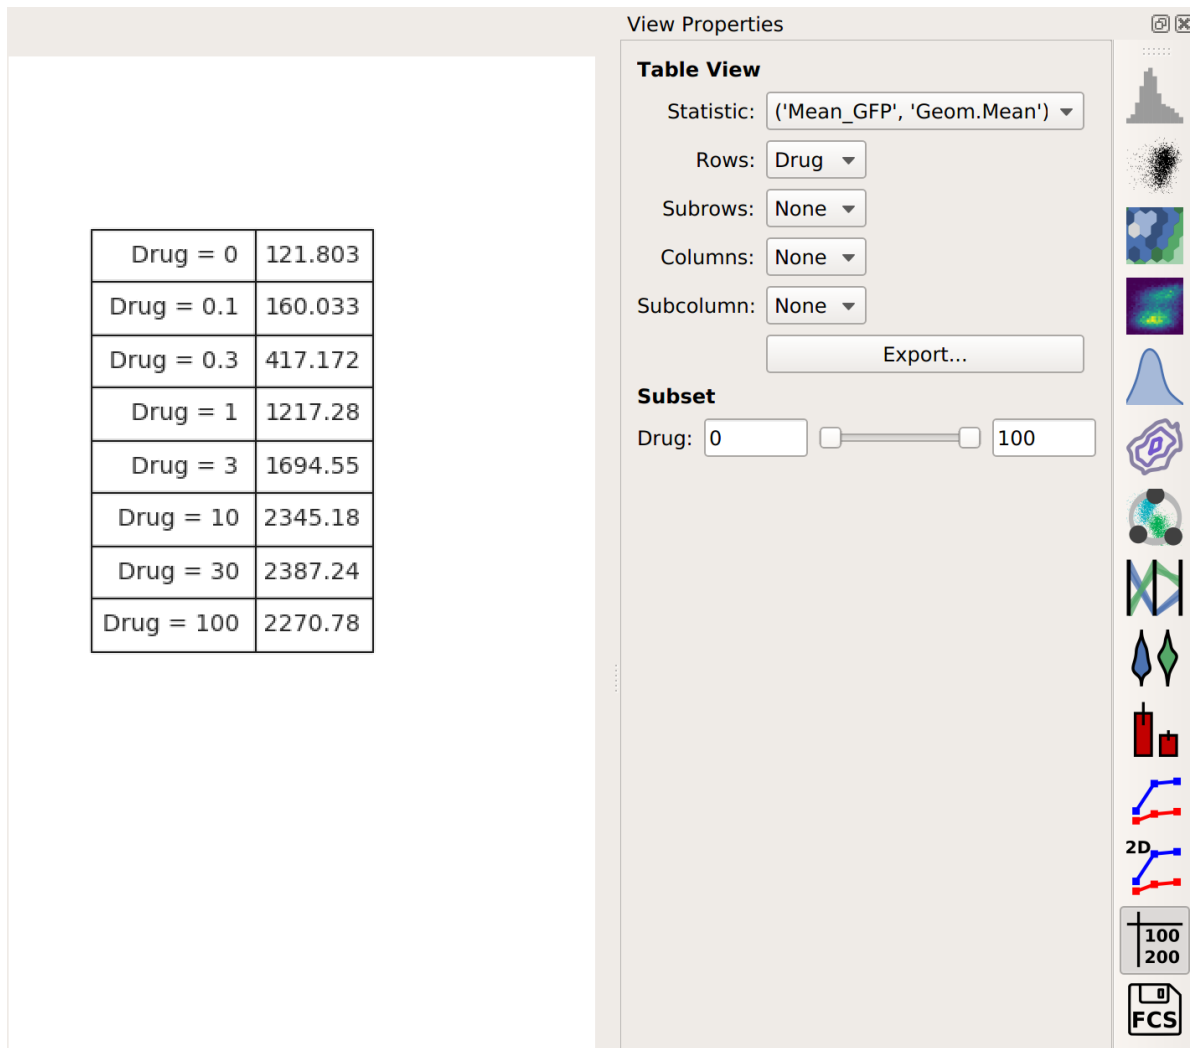 View Properties
Table View
Statistic: ('Mean_GFP', 'Geom.Mean')
Rows: Drug
Subrows: None
Columns: None
Subcolumn: None
Export...
Subset
Drug: 0 100
Drug = 0 121.803
Drug = 0.1 160.033
Drug = 0.3 417.172
Drug = 1 1217.28
Drug = 3 1694.55
Drug = 10 2345.18
Drug = 30 2387.24
Drug = 100 2270.78
2D
100
200
FCS